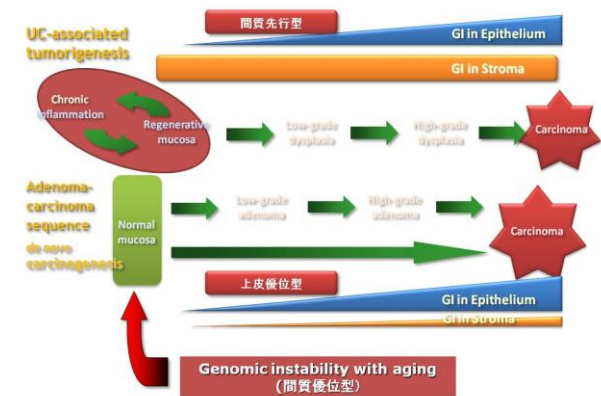 UC-associated
tumorigenesis
間質先行型
GI in Epithelium
GI in Stroma
Chronic
inflammation
Regenerative
mucosa
Low-grade
dysplasia
High-grade
dysplasia
Carcinoma
Adenoma-
carcinoma
sequence
de novo
carcinogenesis
Normal
mucosa
Low-grade
adenoma
High-grade
adenoma
Carcinoma
上皮優位型
GI in Epithelium
GI in Stroma
Genomic instability with aging
(間質優位型)